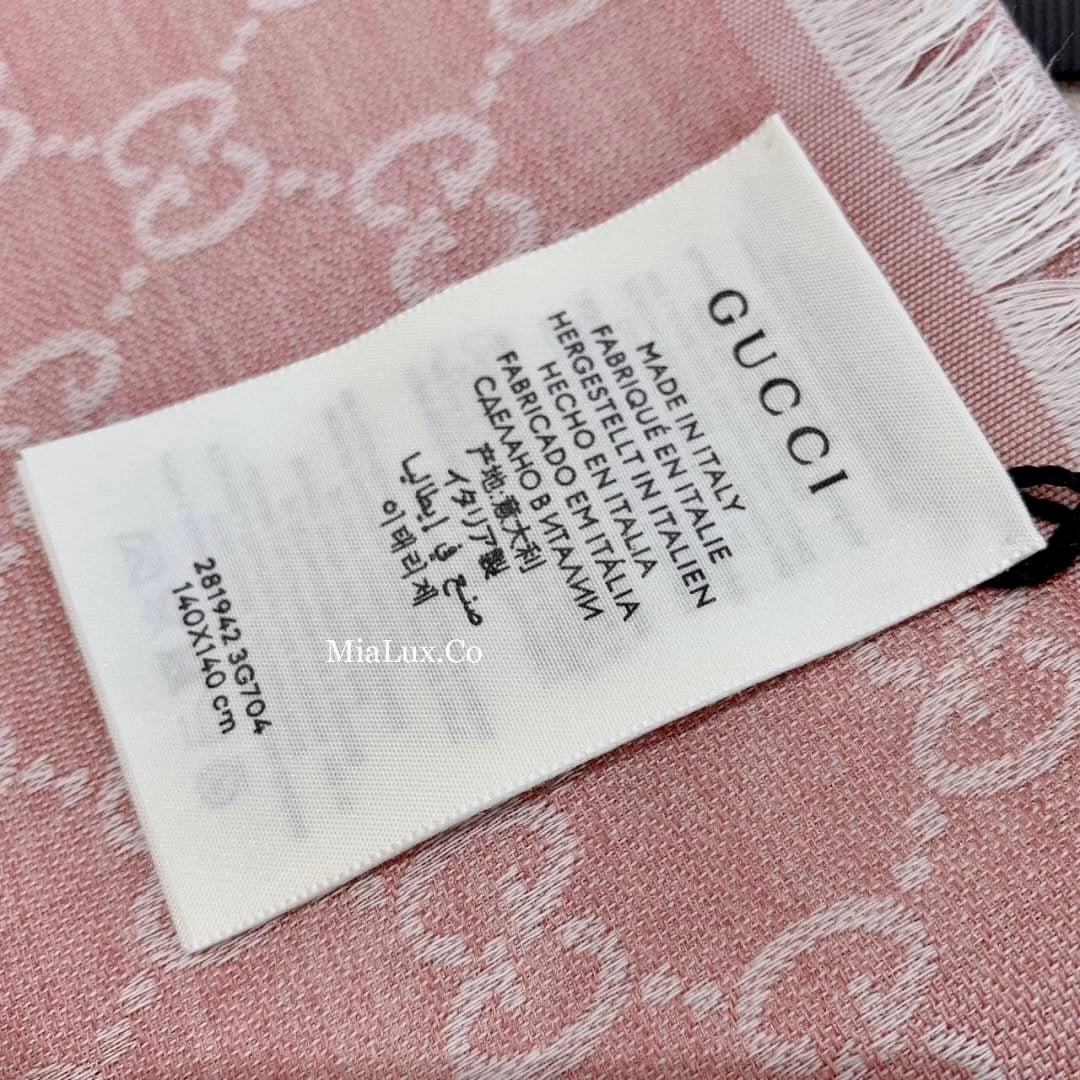 GUCCI
MADE IN ITALY
FABRIQUÉ EN ITALIE
HERGESTELLT IN ITALIEN
HECHO EN ITALIA
FABRICADO EM ITÁLIA
СДЕЛАНО В ИТАЛИИ
产地:意大利
イタリア製
صنع في إيطاليا
이태리제
281942 3G704
140X140 cm
MiaLux.Co